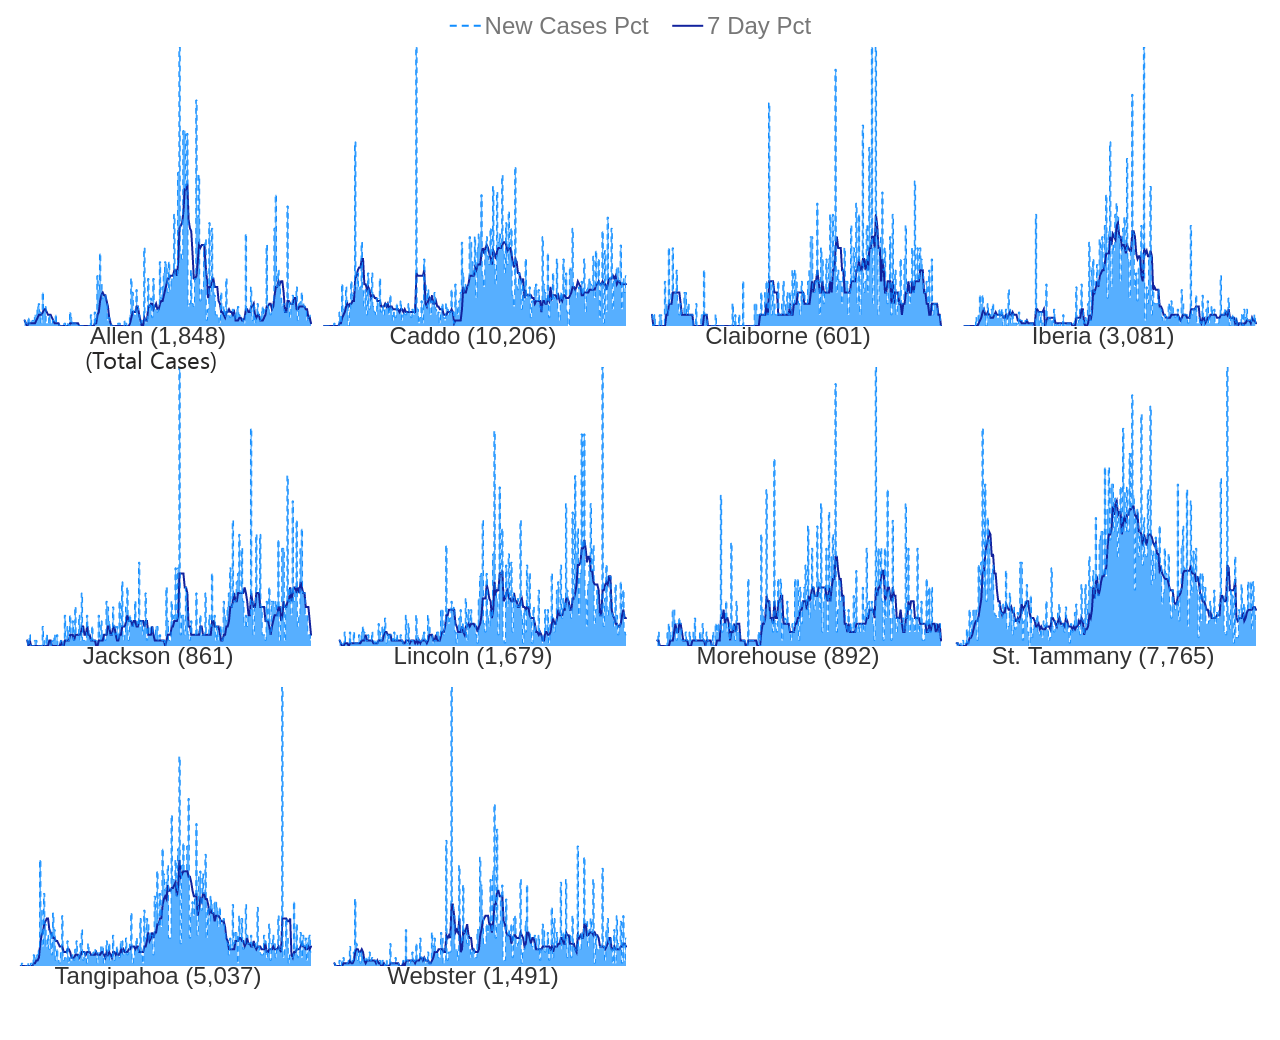 New Cases Pct 7 Day Pct
Allen (1,848) Caddo (10,206) Claiborne (601) Iberia (3,081)
(Total Cases)
Jackson (861) Lincoln (1,679) Morehouse (892) St. Tammany (7,765)
Tangipahoa (5,037) Webster (1,491)